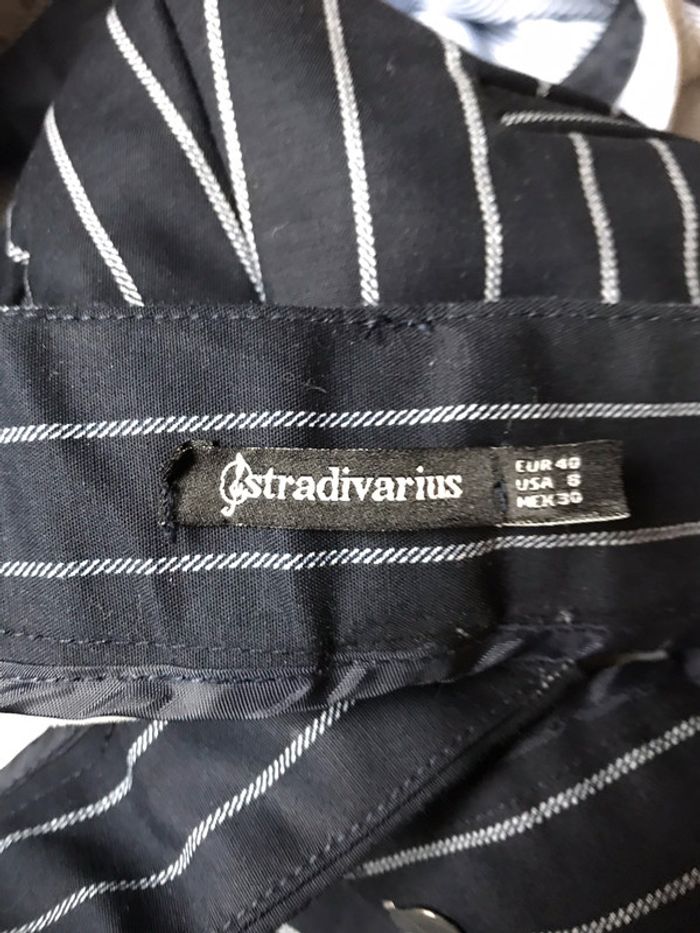 stradivarius
EUR 40
USA 8
MEX 30